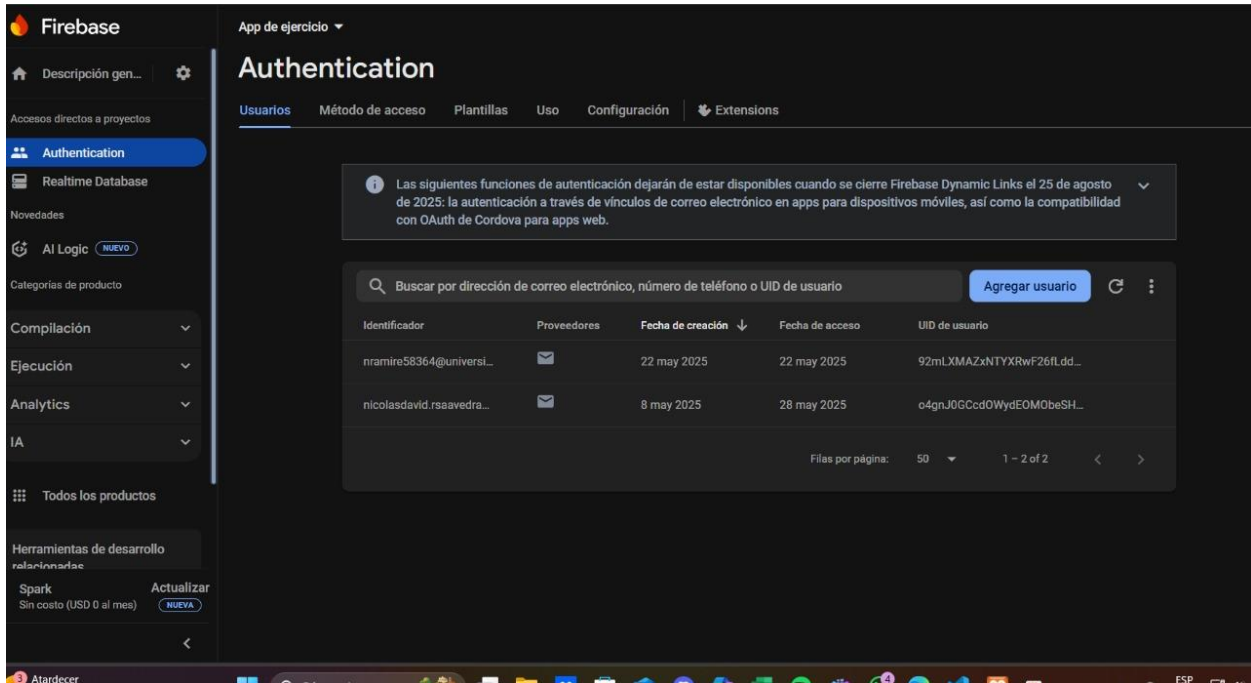 Firebase
App de ejercicio
Descripción gen...
Authentication
Usuarios Método de acceso Plantillas Uso Configuración Extensions
Accesos directos a proyectos
Authentication
Realtime Database
Novedades
AI Logic NUEVO
Categorías de producto
Compilación
Ejecución
Analytics
IA
Todos los productos
Herramientas de desarrollo
relacionadas
Spark Actualizar
Sin costo (USD 0 al mes) NUEVA
Las siguientes funciones de autenticación dejarán de estar disponibles cuando se cierre Firebase Dynamic Links el 25 de agosto
de 2025: la autenticación a través de vínculos de correo electrónico en apps para dispositivos móviles, así como la compatibilidad
con OAuth de Cordova para apps web.
Buscar por dirección de correo electrónico, número de teléfono o UID de usuario Agregar usuario
Identificador Proveedores Fecha de creación Fecha de acceso UID de usuario
nramire58364@universi... 22 may 2025 22 may 2025 92mLXMAZxNTYXRwF26fLdd...
nicolasdavid.rsaavedra... 8 may 2025 28 may 2025 o4gnJ0GCcdOWydEOMObeSH...
Filas por página: 50 1 – 2 of 2
3 Atardecer
4
ESP